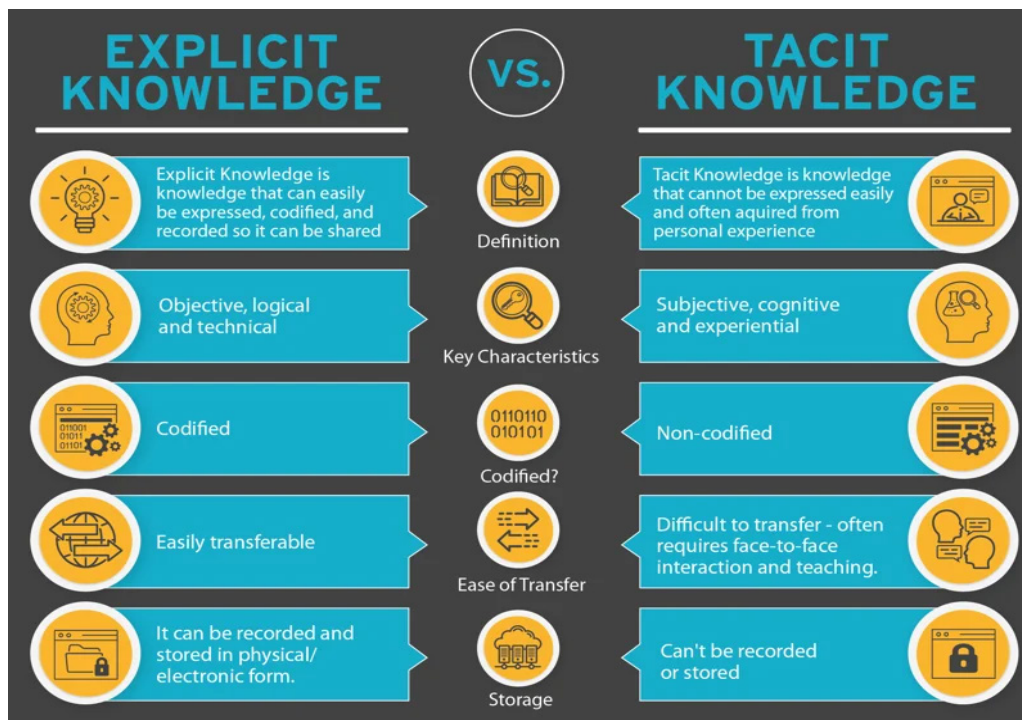 EXPLICIT
KNOWLEDGE
VS.
TACIT
KNOWLEDGE
Explicit Knowledge is
knowledge that can easily
be expressed, codified, and
recorded so it can be shared
Definition
Tacit Knowledge is knowledge
that cannot be expressed easily
and often aquired from
personal experience
Objective, logical
and technical
Key Characteristics
Subjective, cognitive
and experiential
011001
01011
01101
Codified
0110110
010101
Codified?
Non-codified
Easily transferable
Ease of Transfer
Difficult to transfer - often
requires face-to-face
interaction and teaching.
It can be recorded and
stored in physical/
electronic form.
Storage
Can't be recorded
or stored